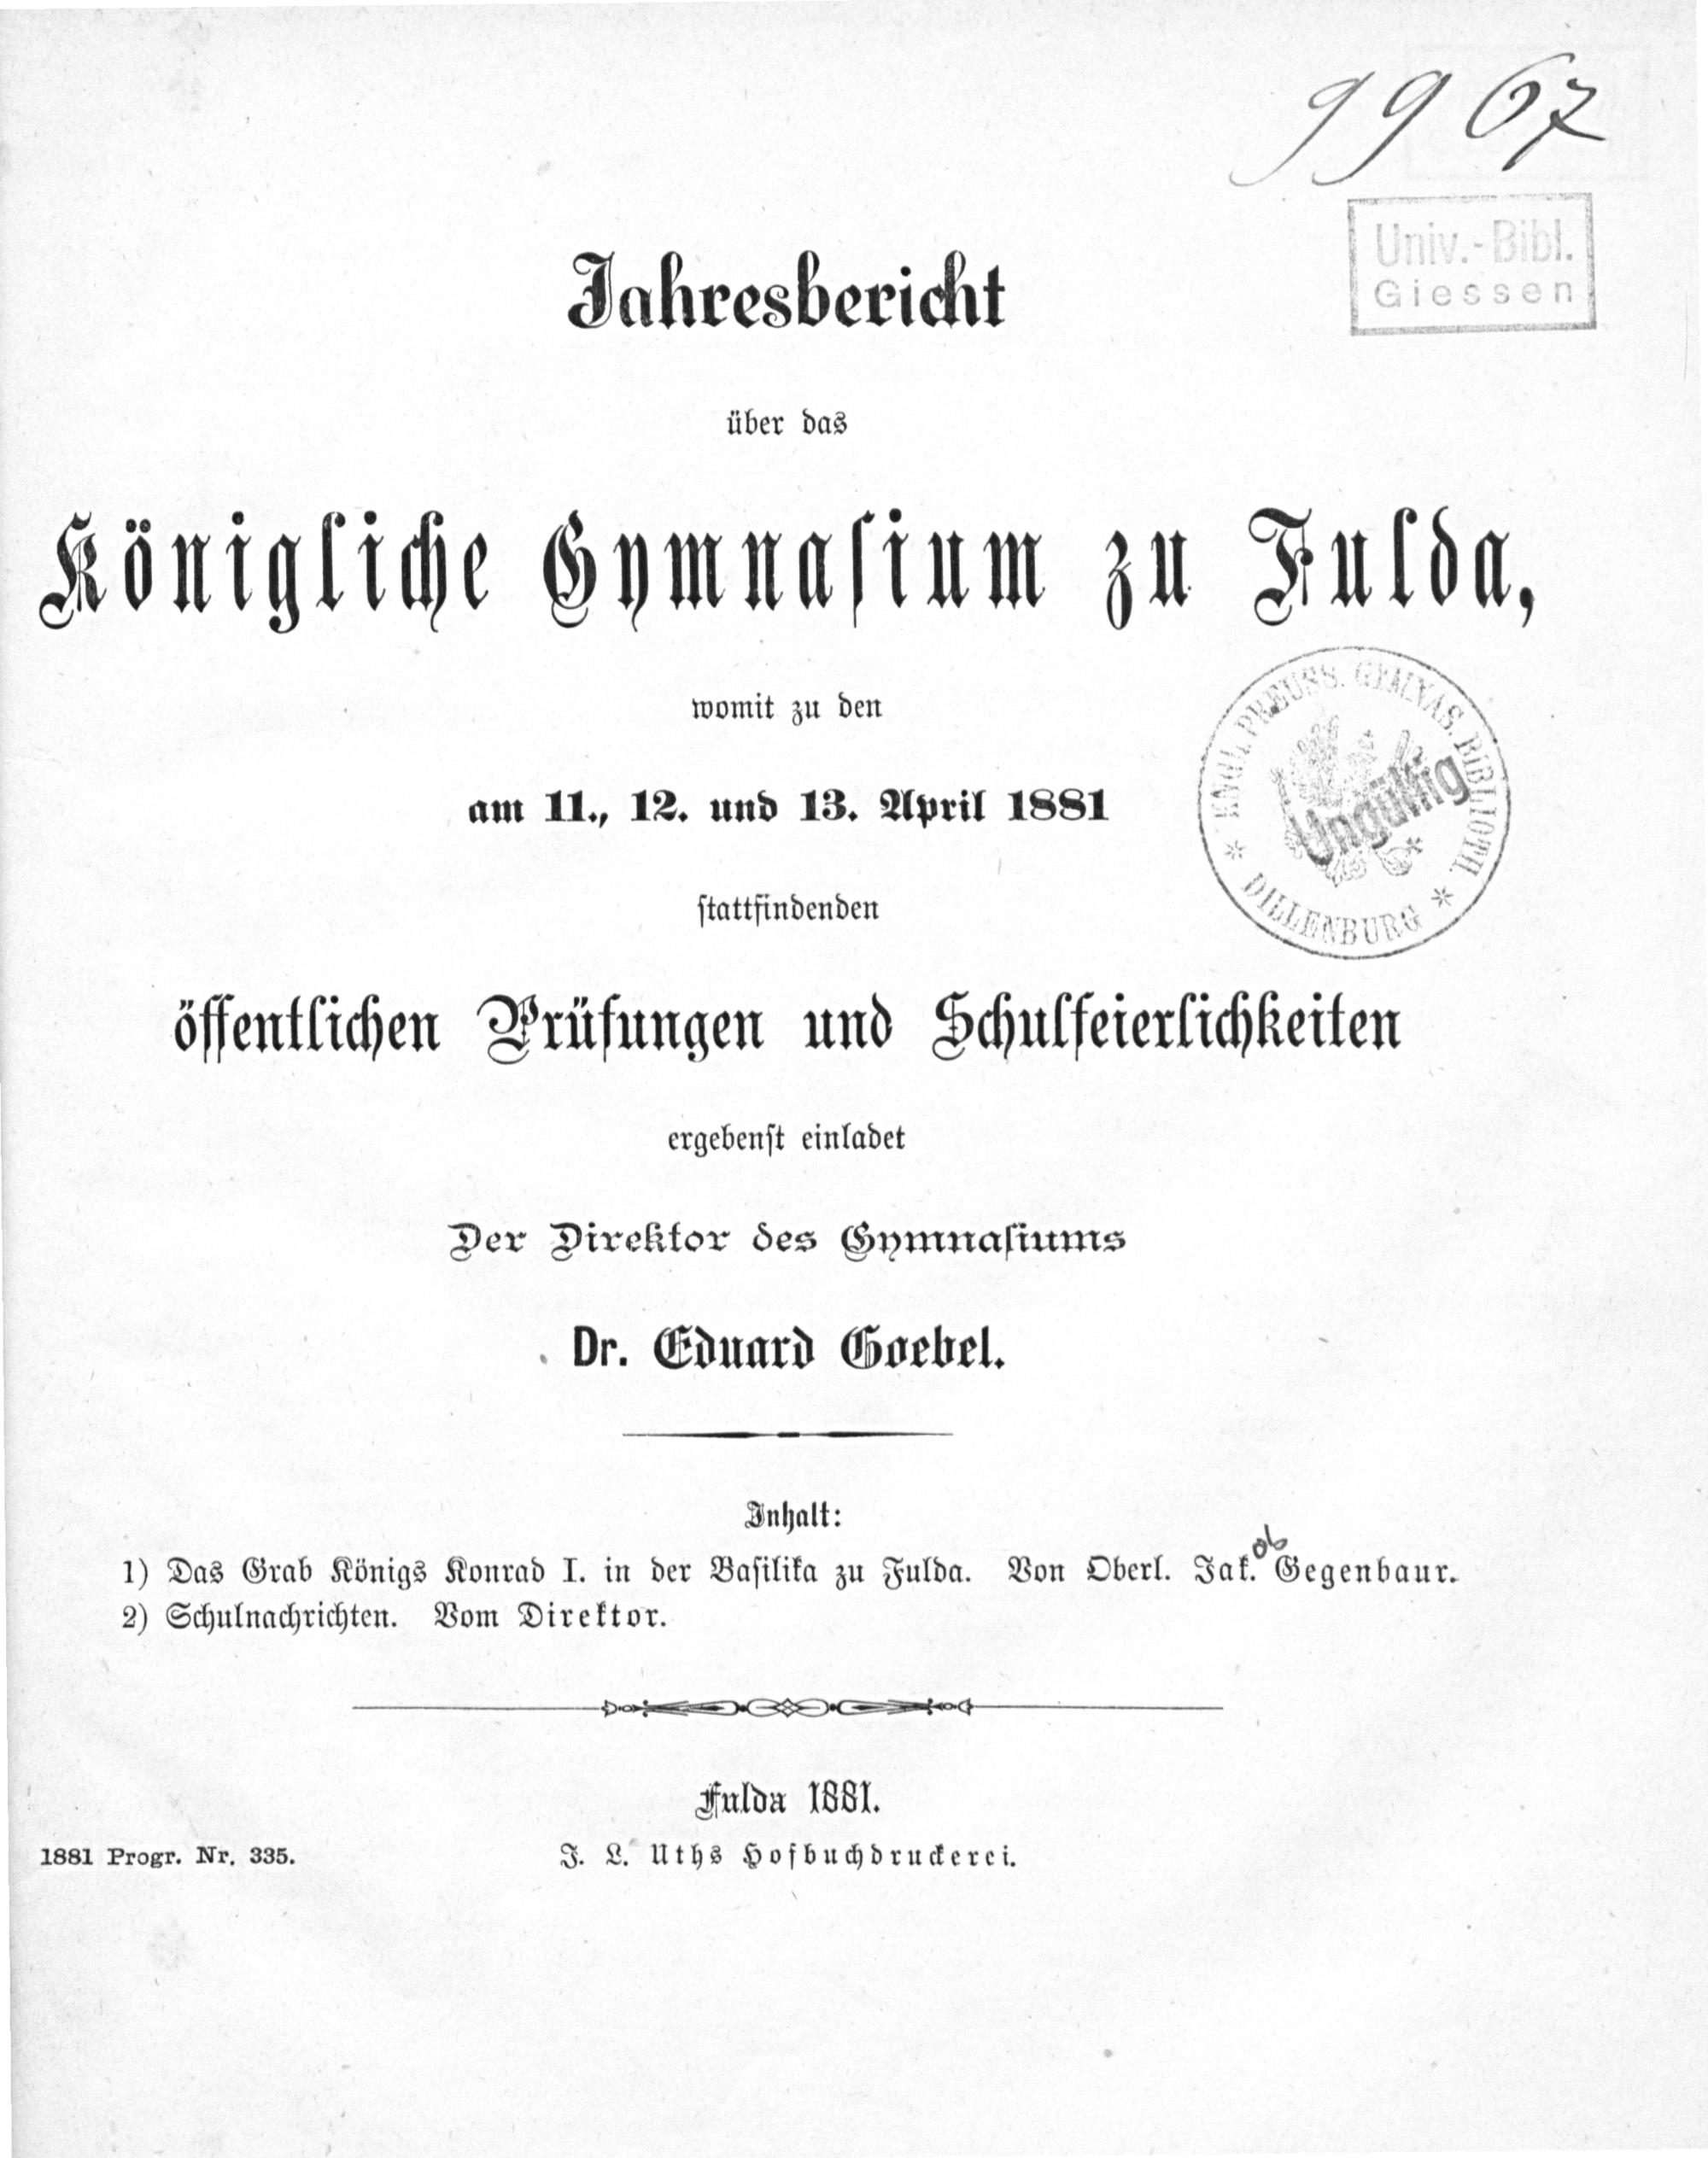 9967
Univ.-Bibl.
Giessen
Jahresbericht
über das
Königliche Gymnasium zu Fulda,
womit zu den
am 11., 12. und 13. April 1881
KNGL. PREUSS. GYMNAS. BIBLIOTH.
Ungültig
* DILLENBURG *
stattfindenden
öffentlichen Prüfungen und Schulfeierlichkeiten
ergebenst einladet
Der Direktor des Gymnasiums
Dr. Eduard Goebel.
Inhalt:
ob
1) Das Grab Königs Konrad I. in der Basilika zu Fulda. Von Oberl. Jak. Gegenbaur.
2) Schulnachrichten. Vom Direktor.
Fulda 1881.
1881 Progr. Nr. 335.
J. L. Uths Hofbuchdruckerei.